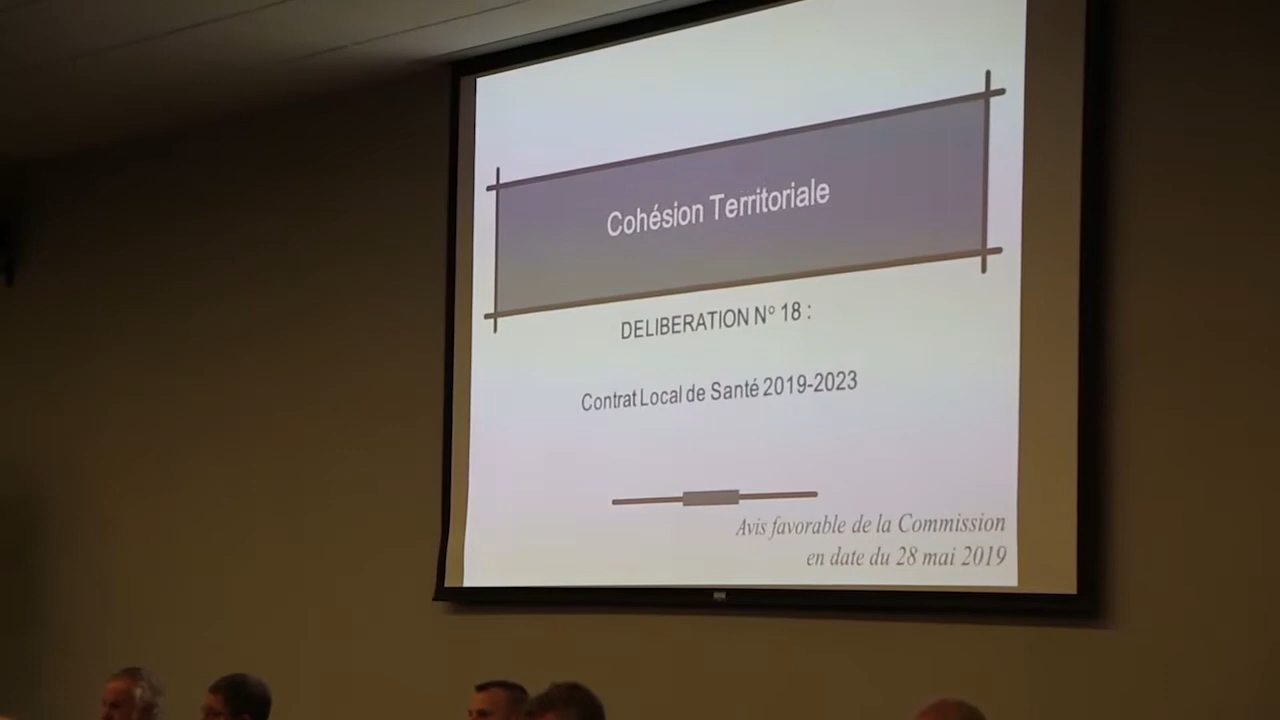 Cohésion Territoriale
DELIBERATION N° 18 :
Contrat Local de Santé 2019-2023
Avis favorable de la Commission
en date du 28 mai 2019